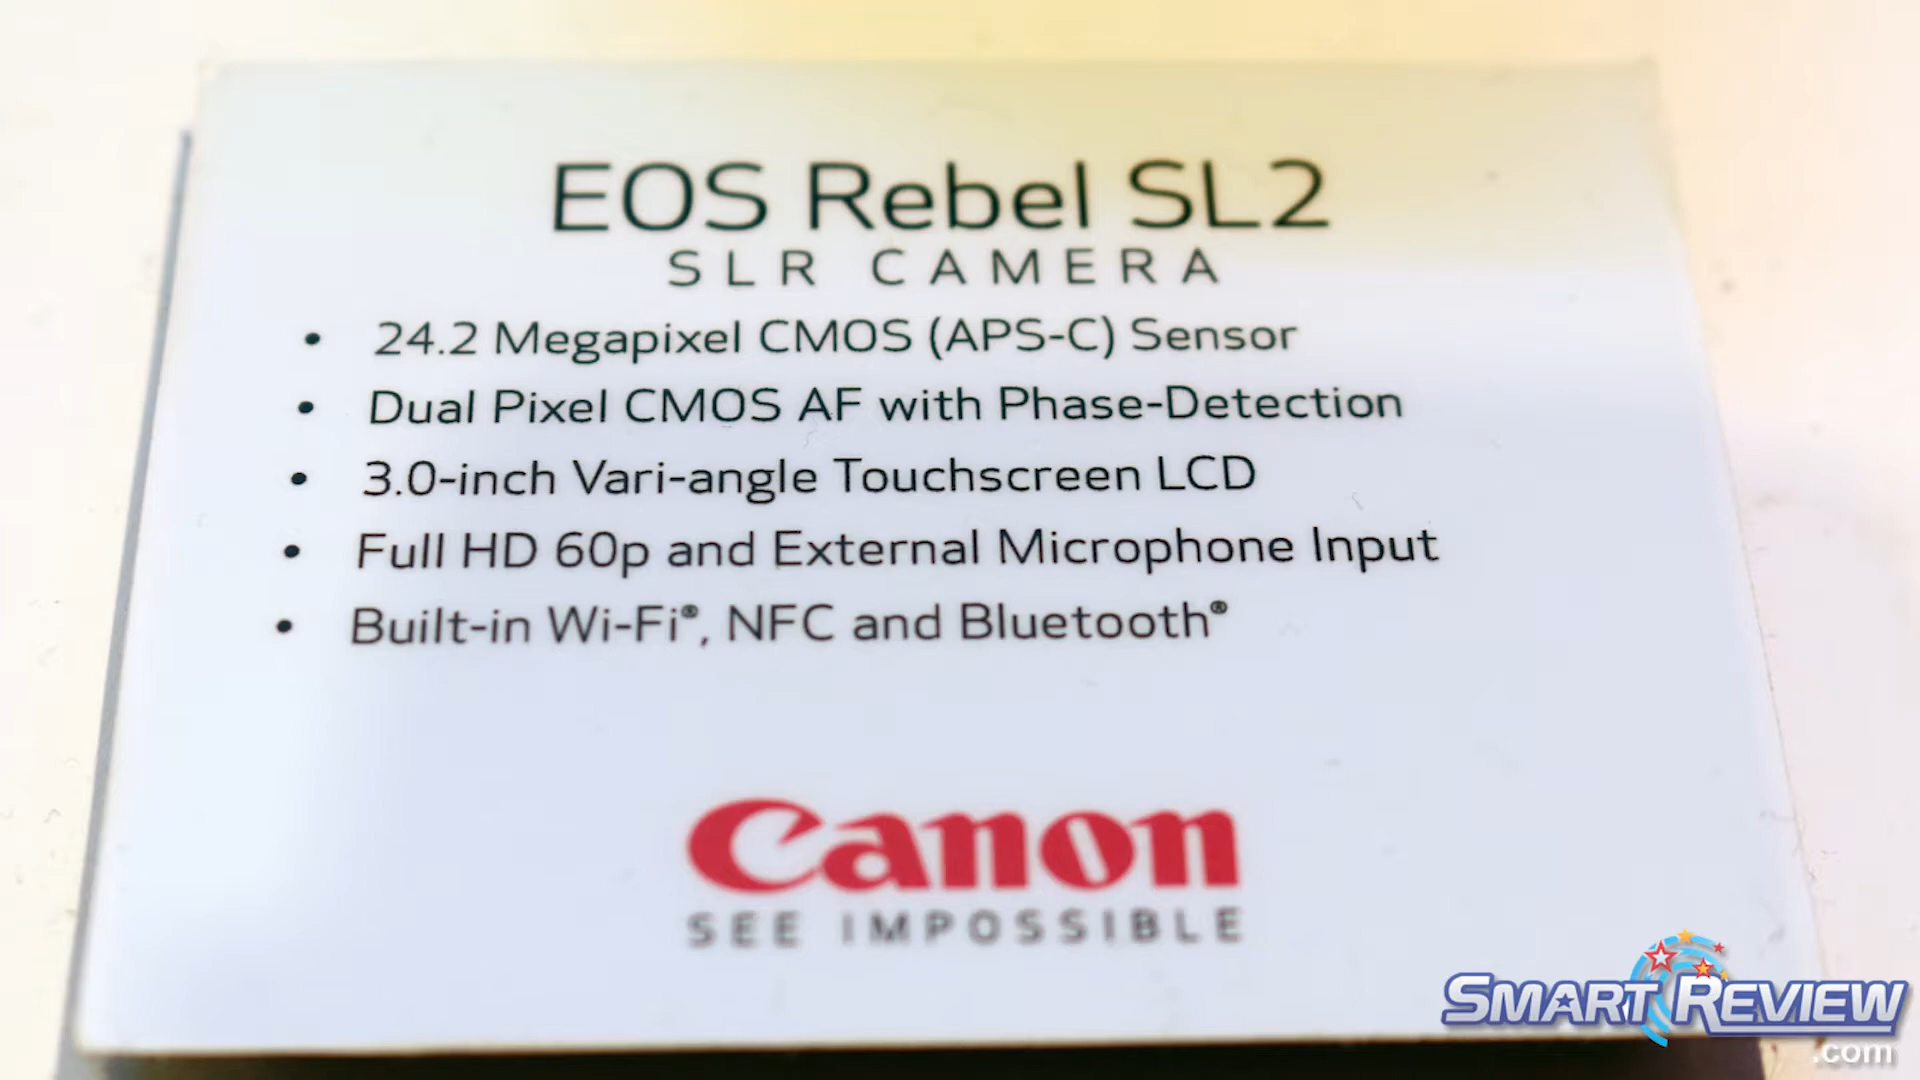 EOS Rebel SL2
SLR CAMERA
• 24.2 Megapixel CMOS (APS-C) Sensor
• Dual Pixel CMOS AF with Phase-Detection
• 3.0-inch Vari-angle Touchscreen LCD
• Full HD 60p and External Microphone Input
• Built-in Wi-Fi®, NFC and Bluetooth®
Canon
SEE IMPOSSIBLE
SMART REVIEW
.com